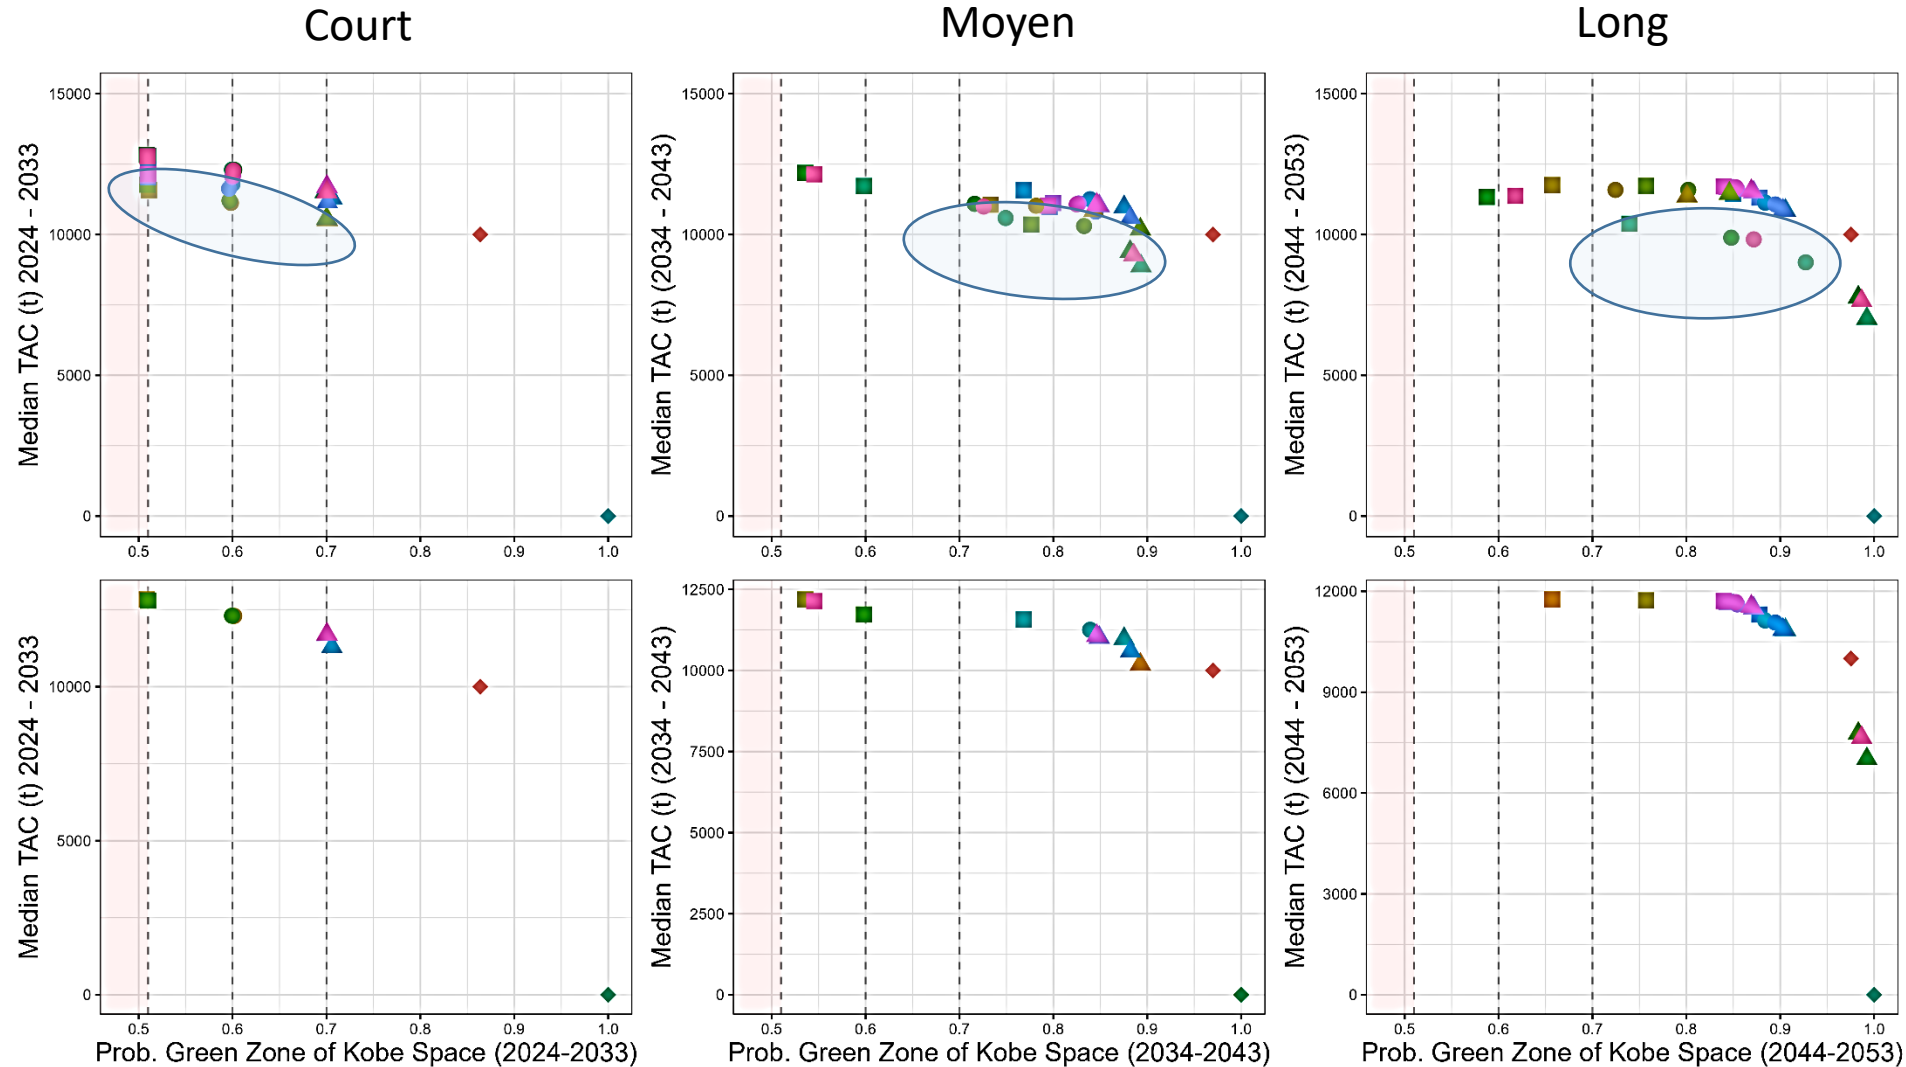 Court
Moyen
Long
Median TAC (t) 2024 - 2033
15000
10000
5000
0
0.5 0.6 0.7 0.8 0.9 1.0
Median TAC (t) (2034 - 2043)
15000
10000
5000
0
0.5 0.6 0.7 0.8 0.9 1.0
Median TAC (t) (2044 - 2053)
15000
10000
5000
0
0.5 0.6 0.7 0.8 0.9 1.0
Median TAC (t) 2024 - 2033
10000
5000
0
0.5 0.6 0.7 0.8 0.9 1.0
Prob. Green Zone of Kobe Space (2024-2033)
Median TAC (t) (2034 - 2043)
12500
10000
7500
5000
2500
0
0.5 0.6 0.7 0.8 0.9 1.0
Prob. Green Zone of Kobe Space (2034-2043)
Median TAC (t) (2044 - 2053)
12000
9000
6000
3000
0
0.5 0.6 0.7 0.8 0.9 1.0
Prob. Green Zone of Kobe Space (2044-2053)